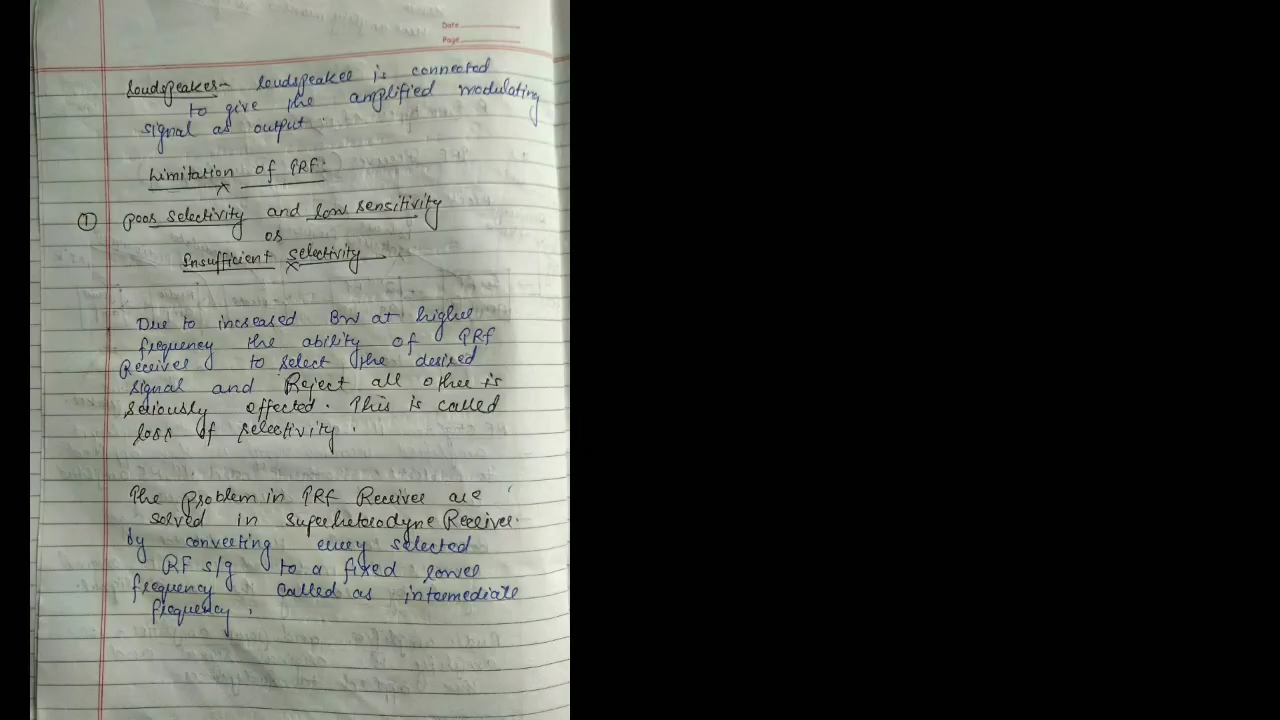 Date
Page
Loudspeaker- loudspeaker is connected
to give the amplified modulating
signal as output.
Limitation of TRF:
① Poor selectivity and low sensitivity
or
Insufficient selectivity
Due to increased BW at higher
frequency the ability of TRf
Receiver to select the desired
signal and Reject all other is
seriously effected. This is called
loss of selectivity.
The Problem in TRf Receiver are
solved in superheterodyne Receiver.
by converting every selected
RF s/g to a fixed lower
frequency called as intermediate
frequency.